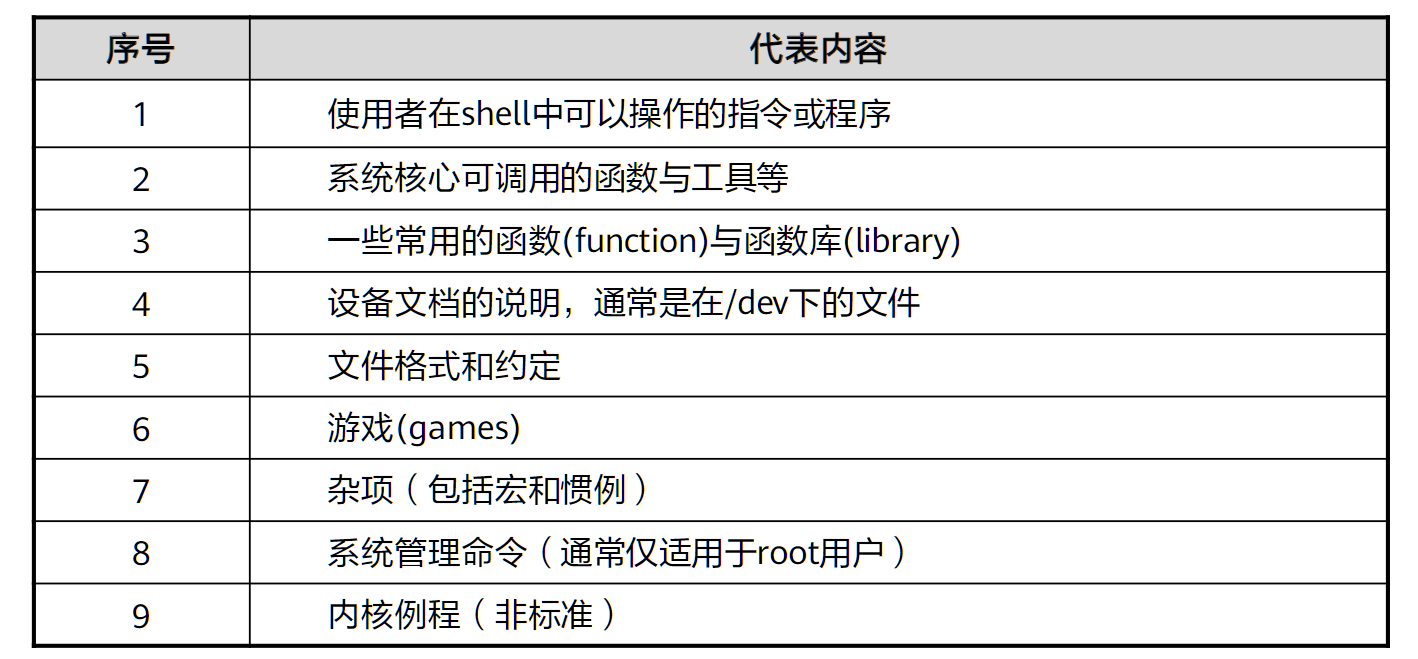 序号 代表内容
1 使用者在shell中可以操作的指令或程序
2 系统核心可调用的函数与工具等
3 一些常用的函数(function)与函数库(library)
4 设备文档的说明，通常是在/dev下的文件
5 文件格式和约定
6 游戏(games)
7 杂项（包括宏和惯例）
8 系统管理命令（通常仅适用于root用户）
9 内核例程（非标准）